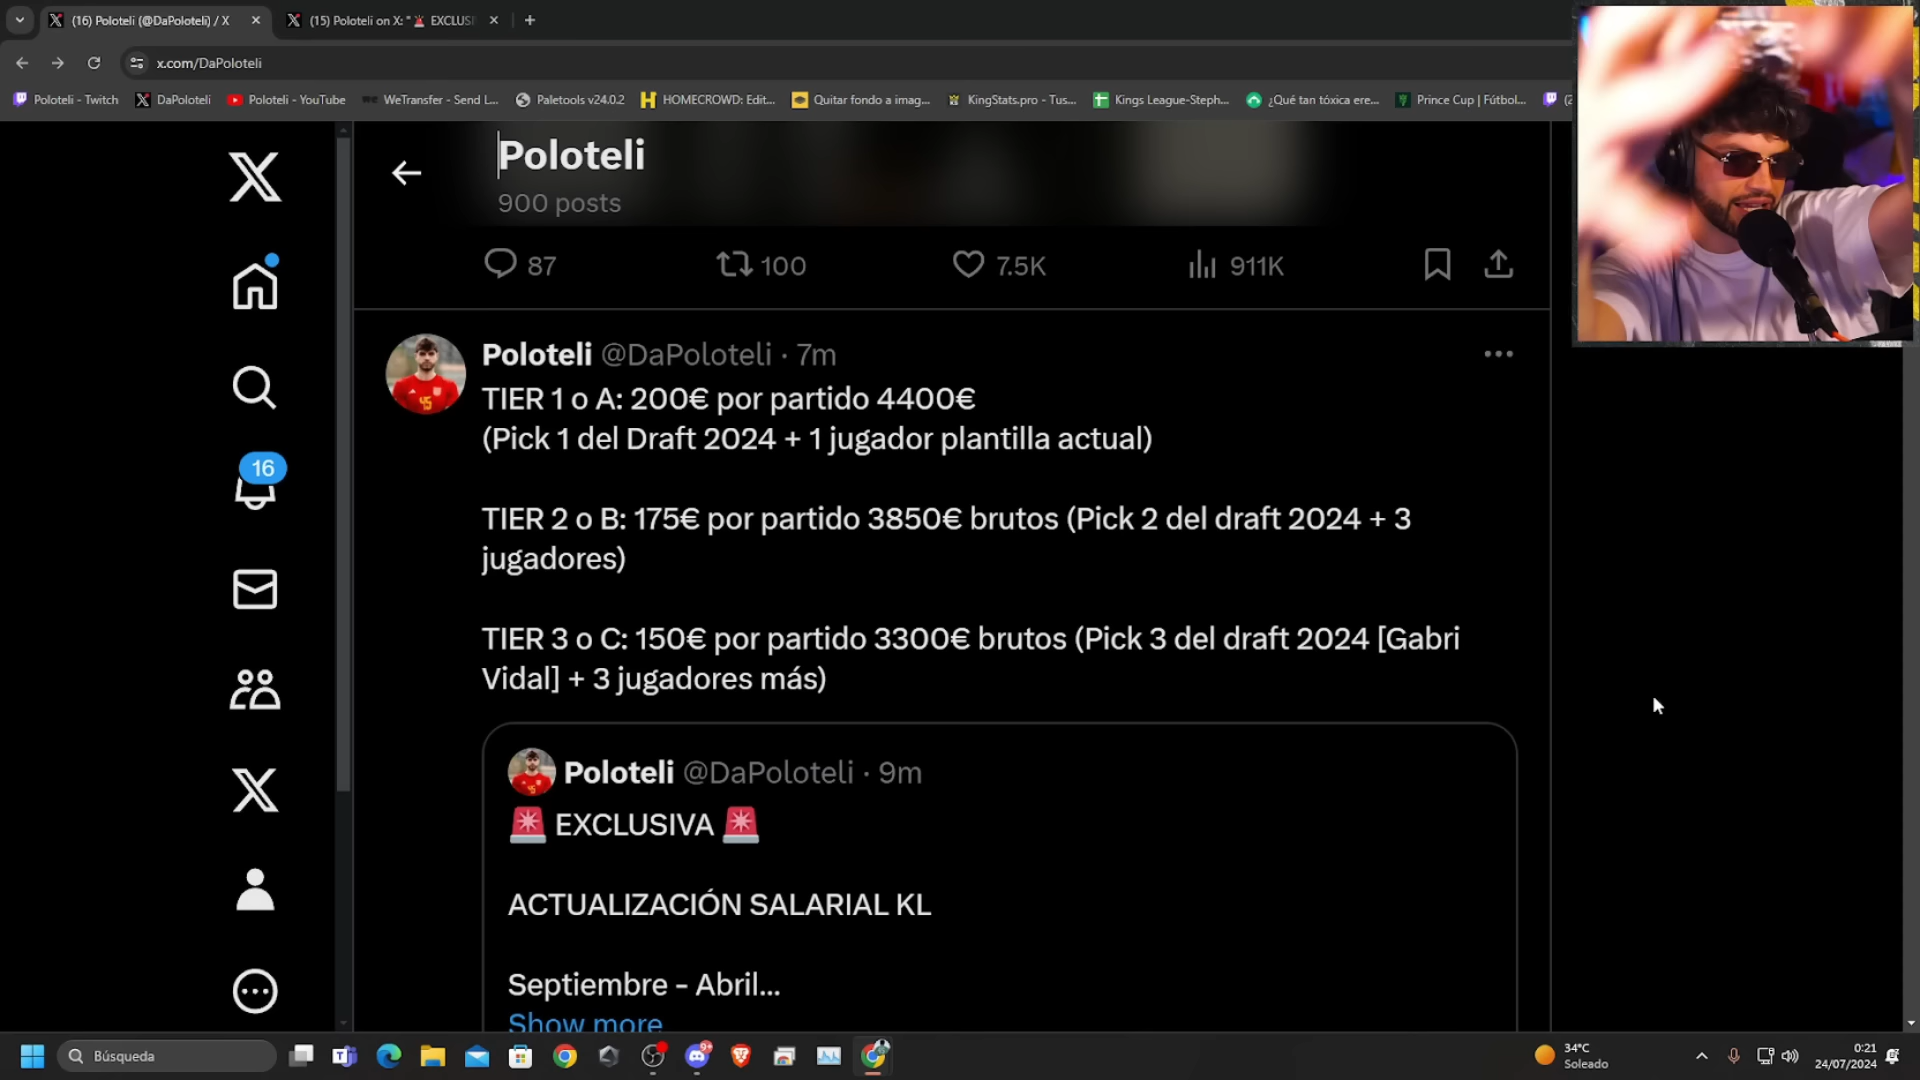 (16) Poloteli (@DaPoloteli) / X
(15) Poloteli on X: "🚨 EXCLUS
x.com/DaPoloteli
Poloteli - Twitch
DaPoloteli
Poloteli - YouTube
WeTransfer - Send L...
Paletools v24.0.2
HOMECROWD: Edit...
Quitar fondo a imag...
KingStats.pro - Tus...
Kings League-Steph...
¿Qué tan tóxica ere...
Prince Cup | Fútbol...
Poloteli
900 posts
87
100
7.5K
911K
Poloteli @DaPoloteli · 7m
TIER 1 o A: 200€ por partido 4400€
(Pick 1 del Draft 2024 + 1 jugador plantilla actual)
TIER 2 o B: 175€ por partido 3850€ brutos (Pick 2 del draft 2024 + 3
jugadores)
TIER 3 o C: 150€ por partido 3300€ brutos (Pick 3 del draft 2024 [Gabri
Vidal] + 3 jugadores más)
16
Poloteli @DaPoloteli · 9m
🚨 EXCLUSIVA 🚨
ACTUALIZACIÓN SALARIAL KL
Septiembre - Abril...
Show more
Búsqueda
34°C
Soleado
0:21
24/07/2024